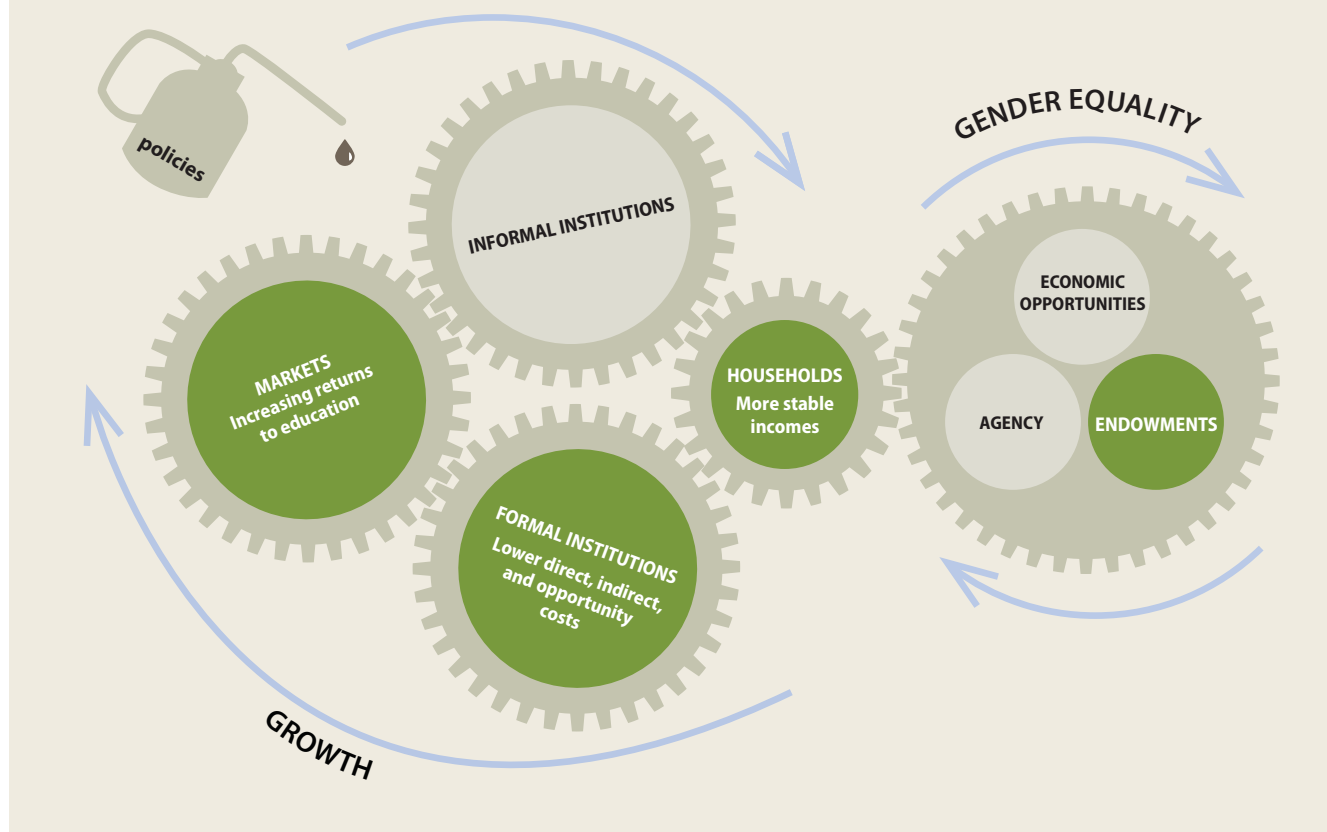 policies
INFORMAL INSTITUTIONS
GENDER EQUALITY
MARKETS
Increasing returns
to education
HOUSEHOLDS
More stable
incomes
ECONOMIC
OPPORTUNITIES
AGENCY
ENDOWMENTS
FORMAL INSTITUTIONS
Lower direct, indirect,
and opportunity
costs
GROWTH